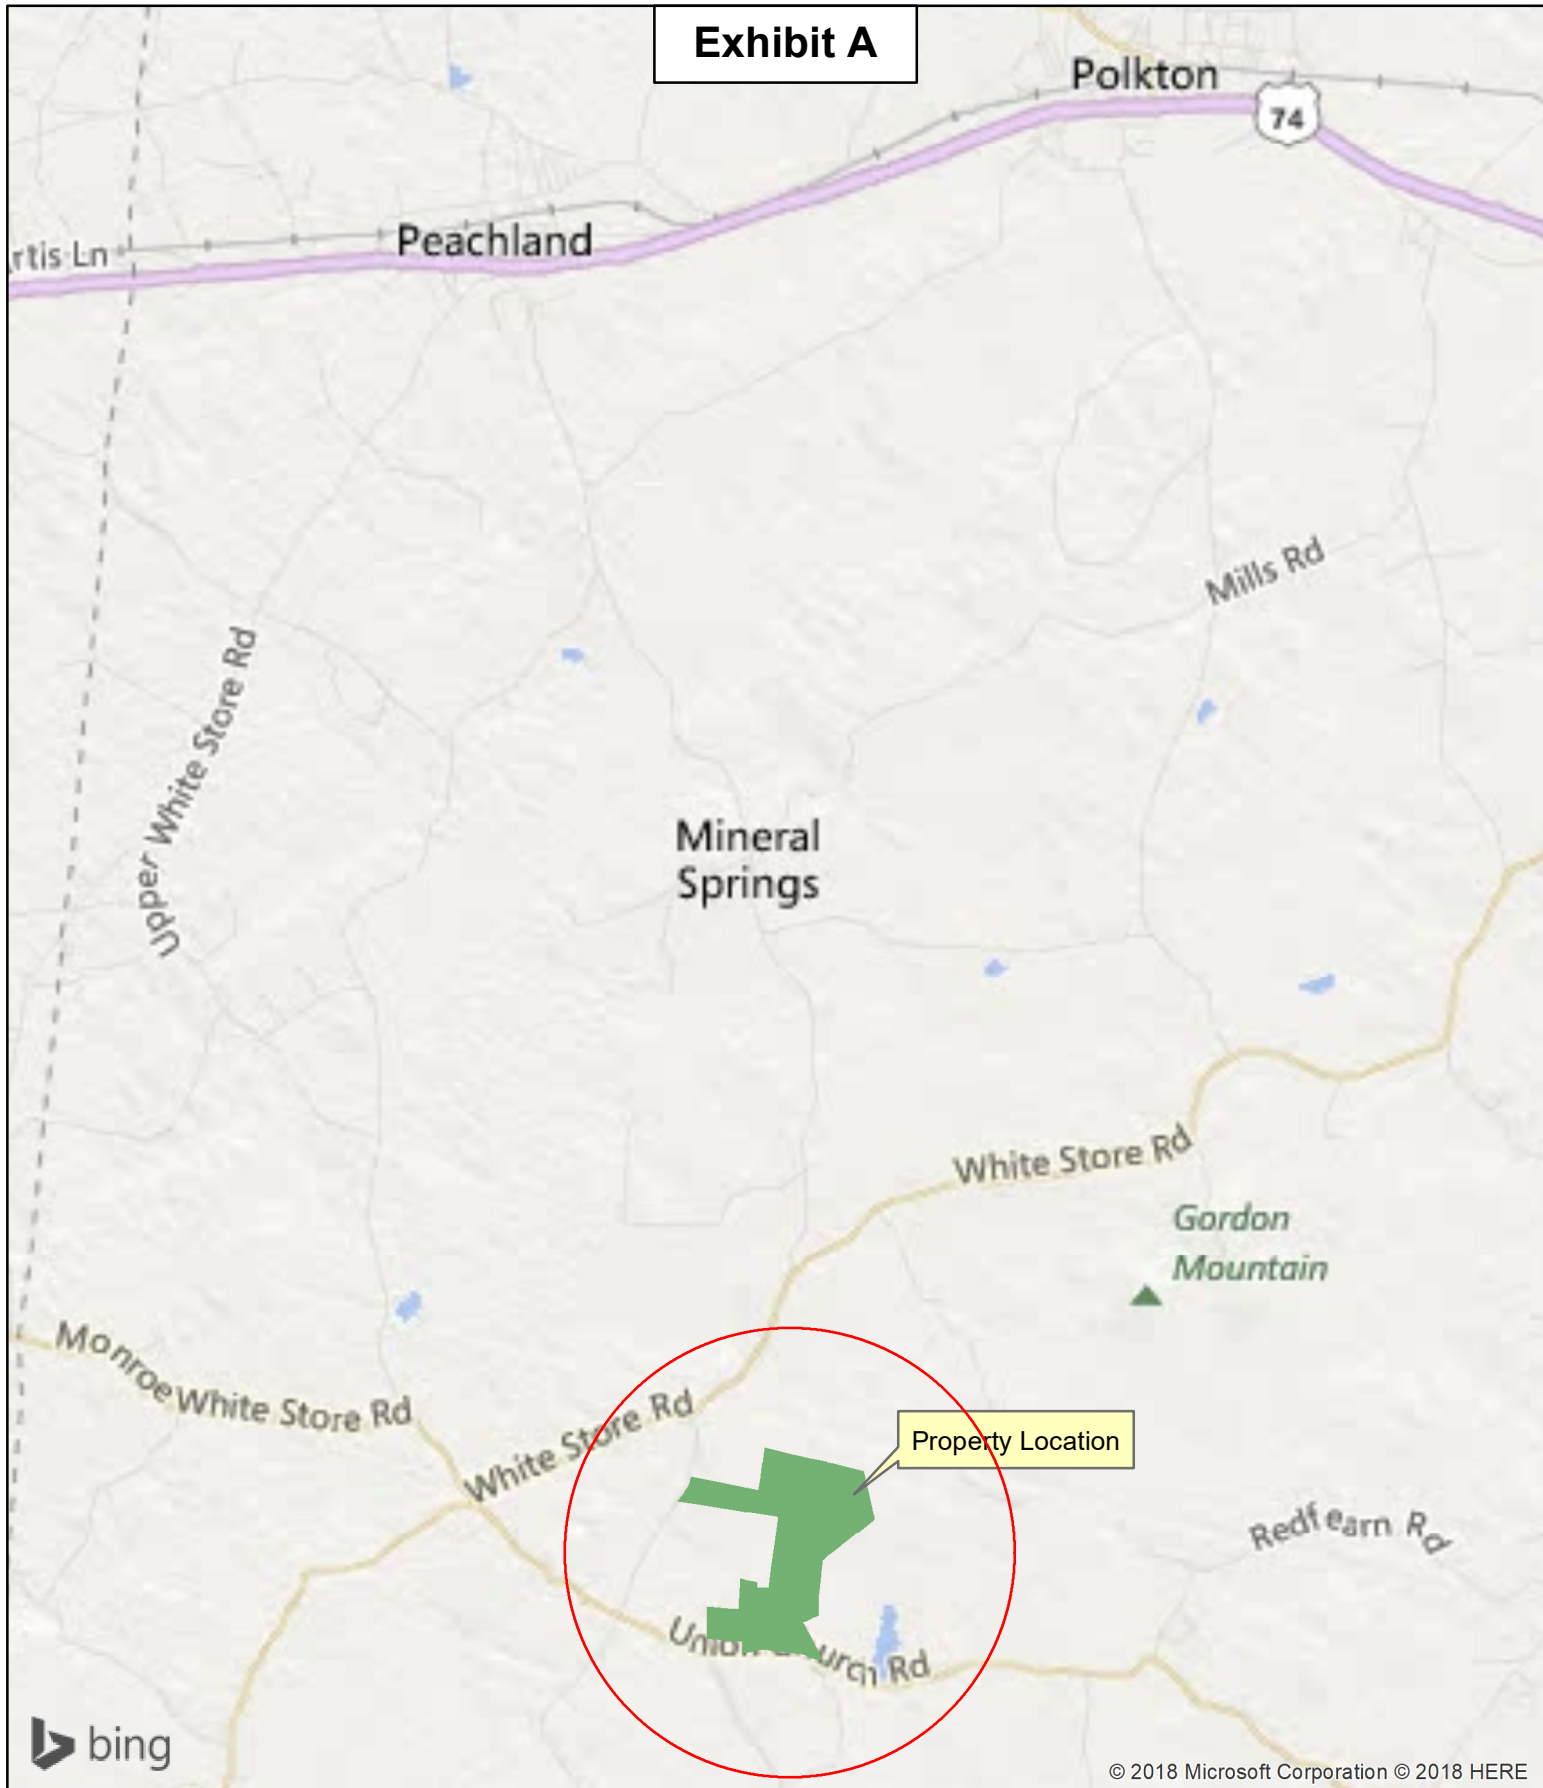 Exhibit A
Polkton
74
Peachland
rtis Ln
Mills Rd
Upper White Store Rd
Mineral
Springs
White Store Rd
Gordon
Mountain
Monroe White Store Rd
White Store Rd
Property Location
Redfearn Rd
Rd
bing
© 2018 Microsoft Corporation © 2018 HERE